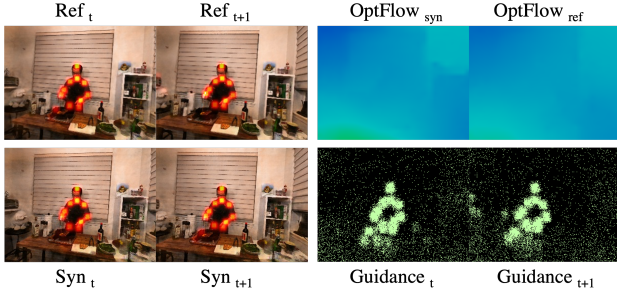 Ref t
Ref t+1
OptFlow syn
OptFlow ref
Syn t
Syn t+1
Guidance t
Guidance t+1